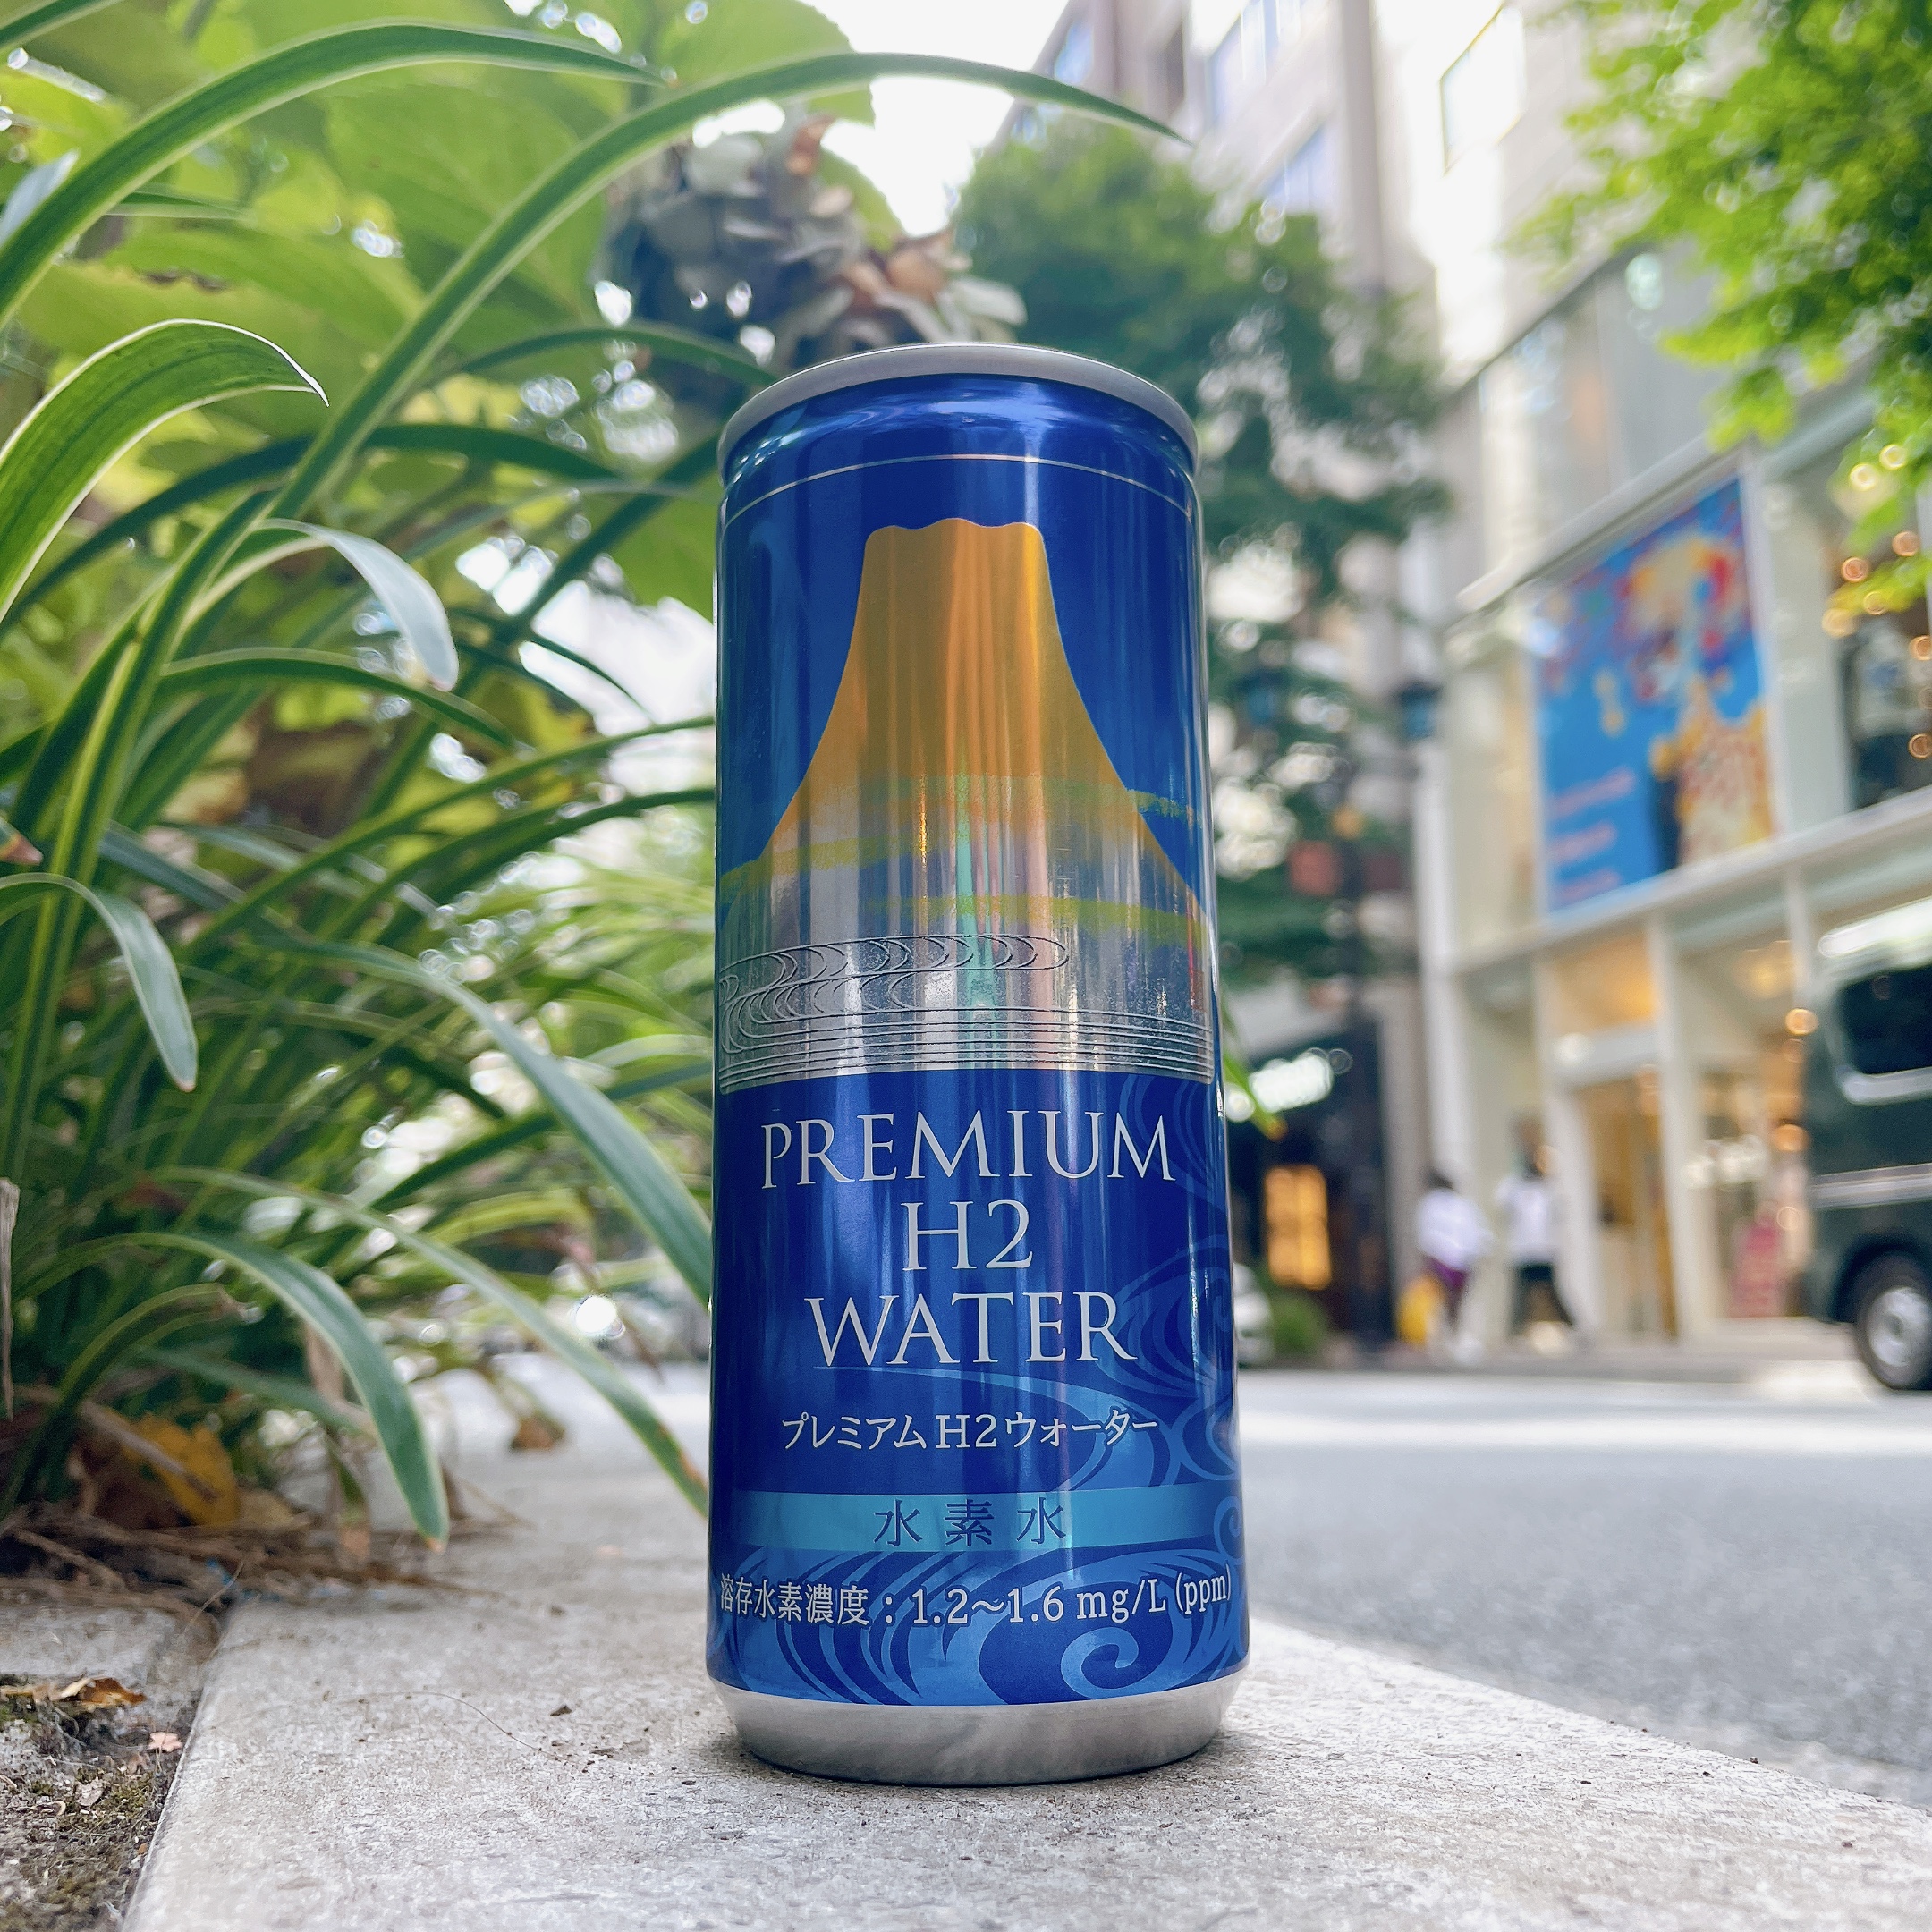 PREMIUM
H2
WATER
プレミアムH2ウォーター
水素水
溶存水素濃度：1.2〜1.6 mg/L (ppm)